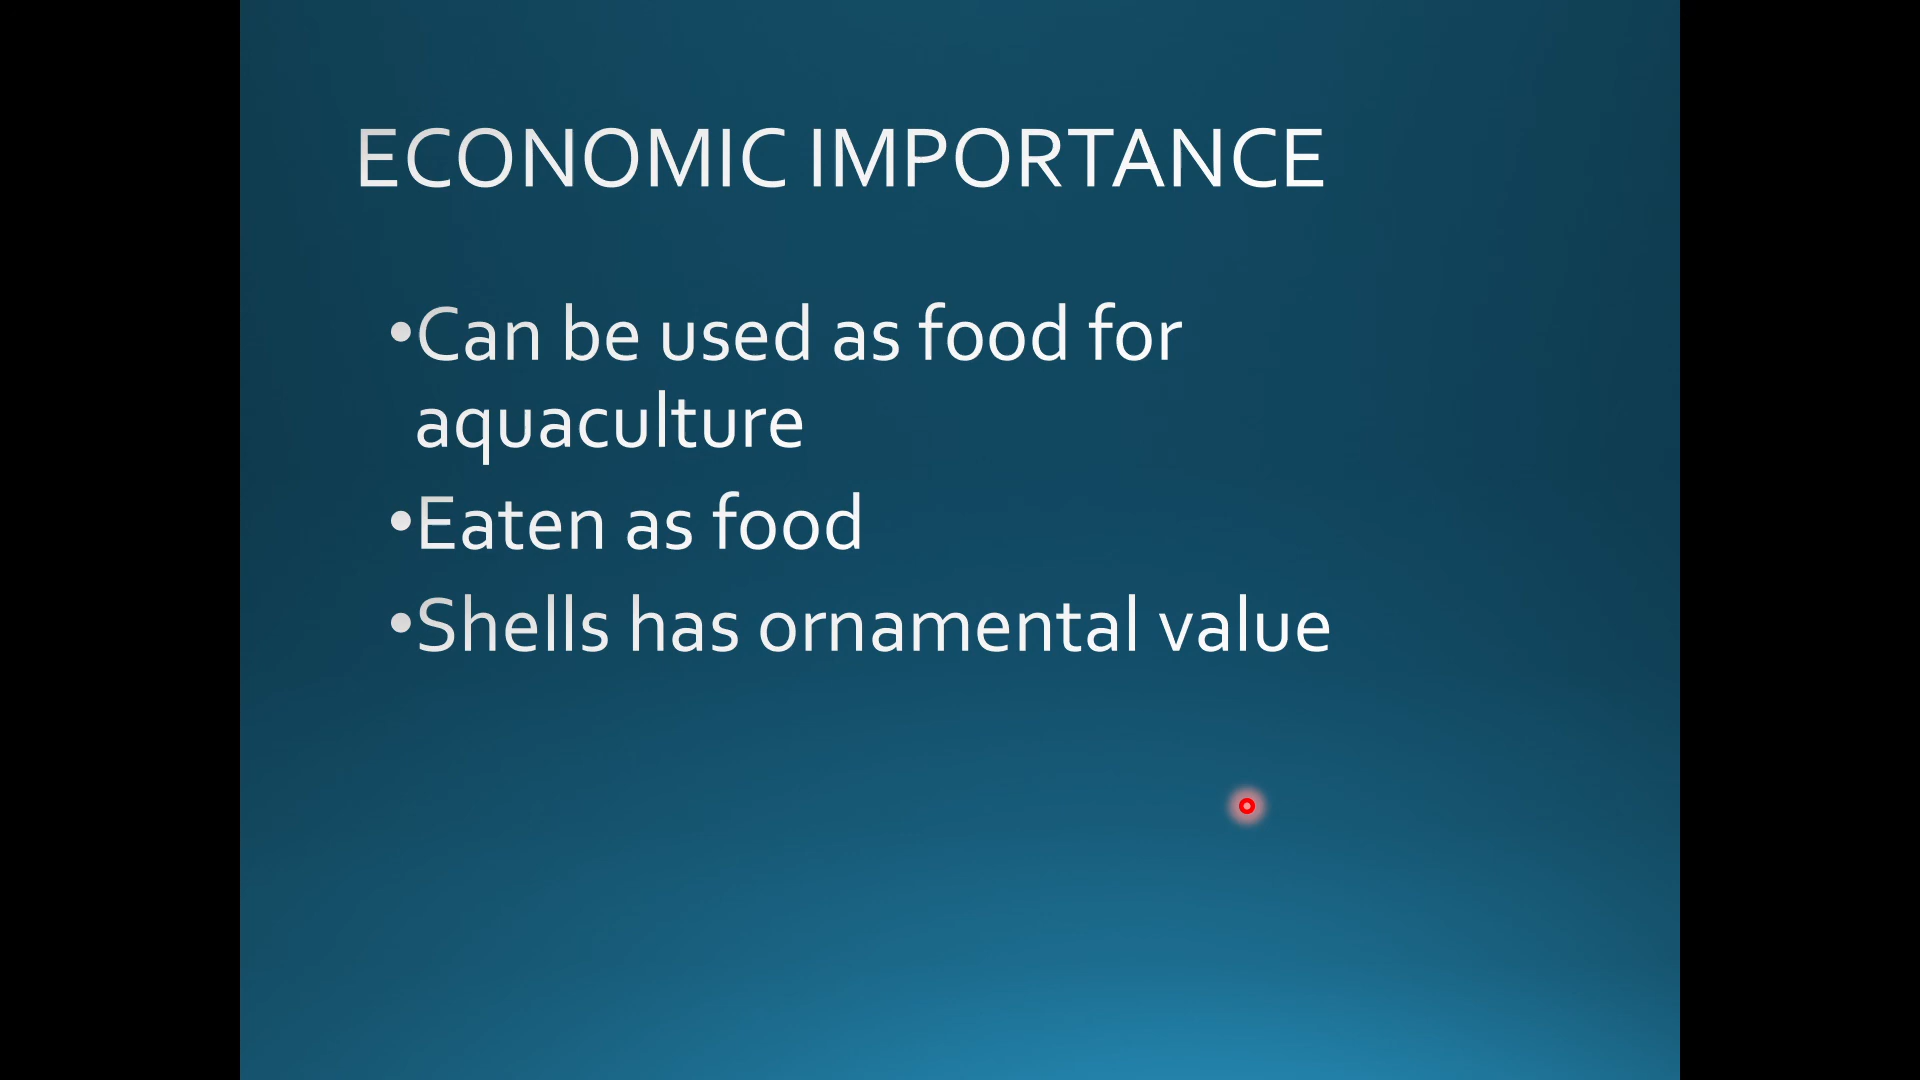 ECONOMIC IMPORTANCE
•Can be used as food for
aquaculture
•Eaten as food
•Shells has ornamental value